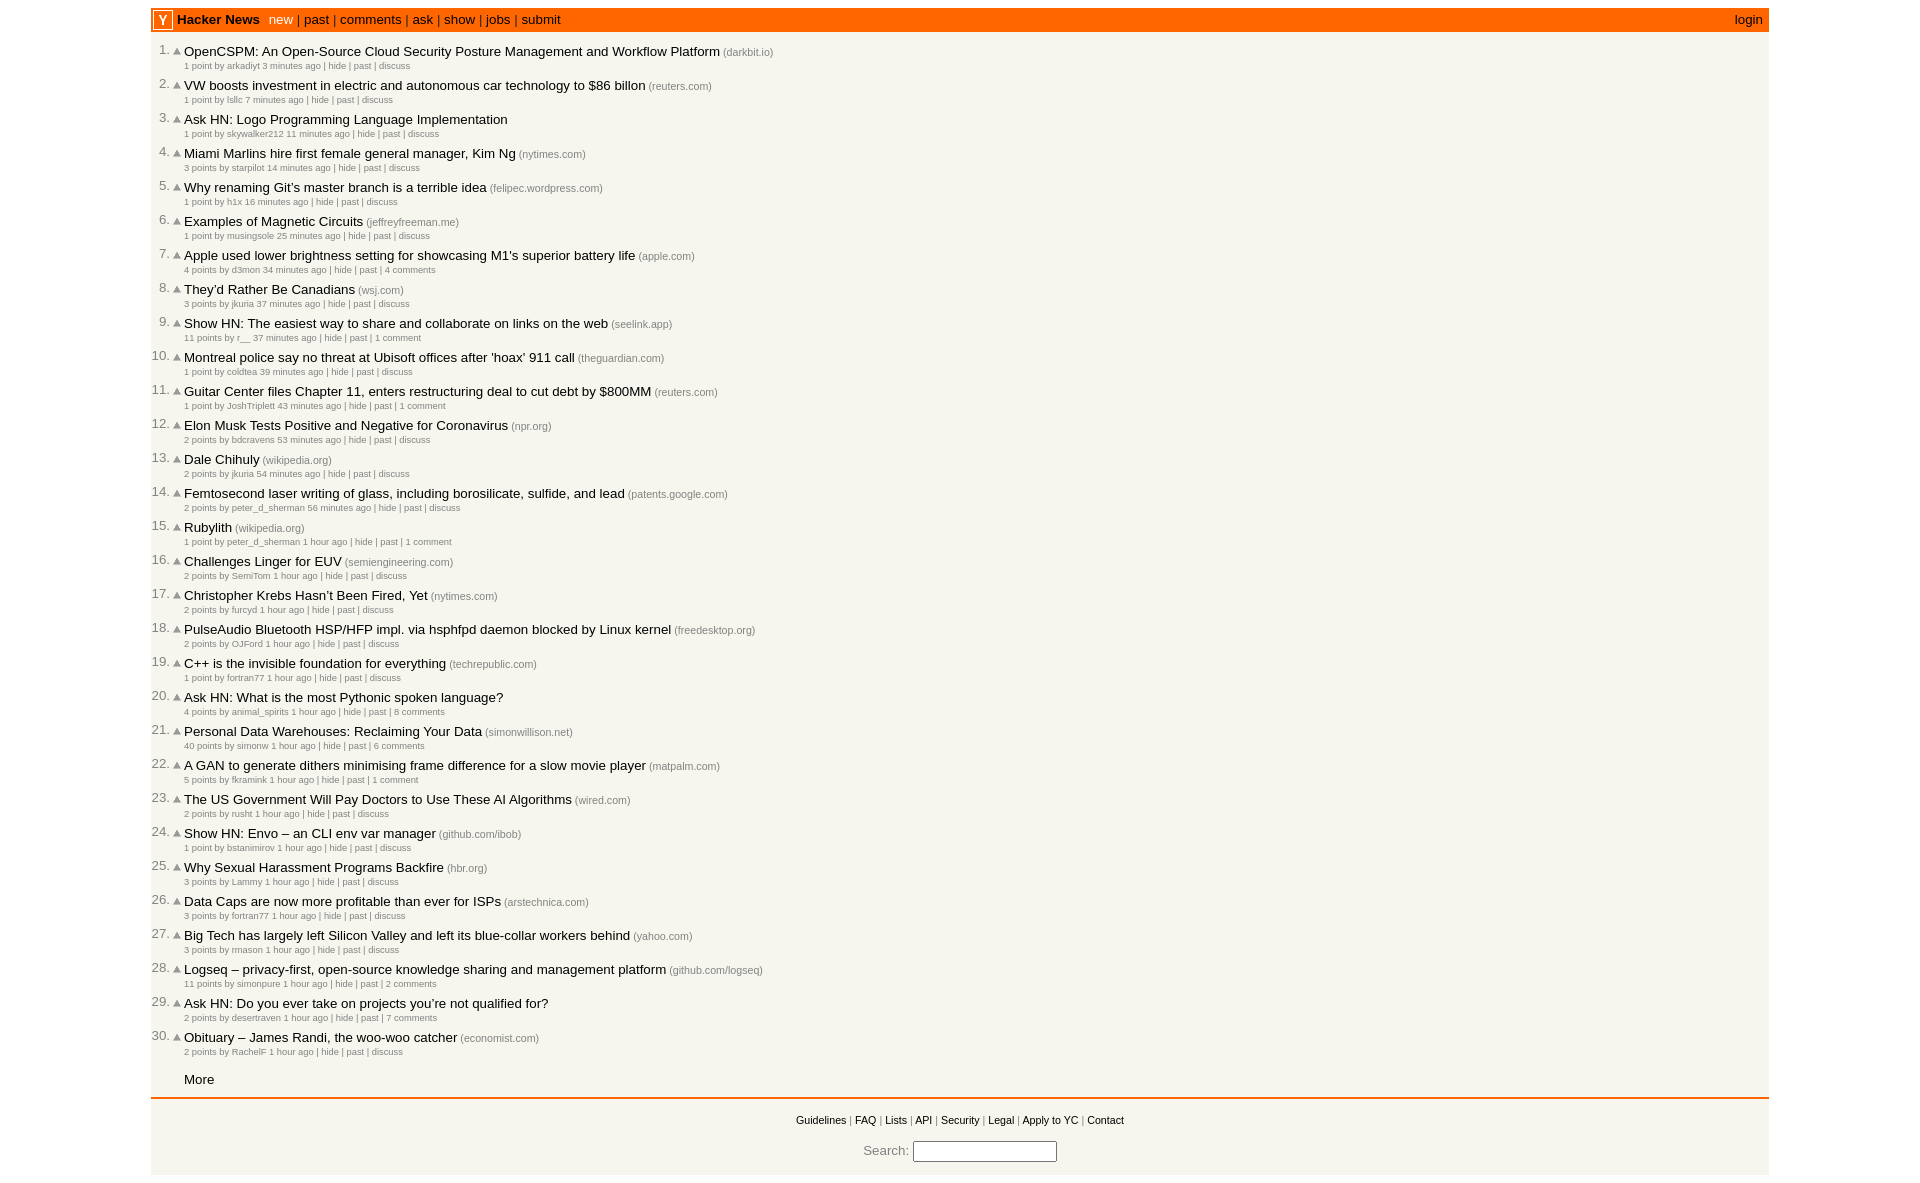 Y Hacker News new | past | comments | ask | show | jobs | submit login
1. OpenCSPM: An Open-Source Cloud Security Posture Management and Workflow Platform (darkbit.io)
1 point by arkadiyt 3 minutes ago | hide | past | discuss
2. VW boosts investment in electric and autonomous car technology to $86 billon (reuters.com)
1 point by lsllc 7 minutes ago | hide | past | discuss
3. Ask HN: Logo Programming Language Implementation
1 point by skywalker212 11 minutes ago | hide | past | discuss
4. Miami Marlins hire first female general manager, Kim Ng (nytimes.com)
3 points by starpilot 14 minutes ago | hide | past | discuss
5. Why renaming Git’s master branch is a terrible idea (felipec.wordpress.com)
1 point by h1x 16 minutes ago | hide | past | discuss
6. Examples of Magnetic Circuits (jeffreyfreeman.me)
1 point by musingsole 25 minutes ago | hide | past | discuss
7. Apple used lower brightness setting for showcasing M1's superior battery life (apple.com)
4 points by d3mon 34 minutes ago | hide | past | 4 comments
8. They’d Rather Be Canadians (wsj.com)
3 points by jkuria 37 minutes ago | hide | past | discuss
9. Show HN: The easiest way to share and collaborate on links on the web (seelink.app)
11 points by r__ 37 minutes ago | hide | past | 1 comment
10. Montreal police say no threat at Ubisoft offices after 'hoax' 911 call (theguardian.com)
1 point by coldtea 39 minutes ago | hide | past | discuss
11. Guitar Center files Chapter 11, enters restructuring deal to cut debt by $800MM (reuters.com)
1 point by JoshTriplett 43 minutes ago | hide | past | 1 comment
12. Elon Musk Tests Positive and Negative for Coronavirus (npr.org)
2 points by bdcravens 53 minutes ago | hide | past | discuss
13. Dale Chihuly (wikipedia.org)
2 points by jkuria 54 minutes ago | hide | past | discuss
14. Femtosecond laser writing of glass, including borosilicate, sulfide, and lead (patents.google.com)
2 points by peter_d_sherman 56 minutes ago | hide | past | discuss
15. Rubylith (wikipedia.org)
1 point by peter_d_sherman 1 hour ago | hide | past | 1 comment
16. Challenges Linger for EUV (semiengineering.com)
2 points by SemiTom 1 hour ago | hide | past | discuss
17. Christopher Krebs Hasn’t Been Fired, Yet (nytimes.com)
2 points by furcyd 1 hour ago | hide | past | discuss
18. PulseAudio Bluetooth HSP/HFP impl. via hsphfpd daemon blocked by Linux kernel (freedesktop.org)
2 points by OJFord 1 hour ago | hide | past | discuss
19. C++ is the invisible foundation for everything (techrepublic.com)
1 point by fortran77 1 hour ago | hide | past | discuss
20. Ask HN: What is the most Pythonic spoken language?
4 points by animal_spirits 1 hour ago | hide | past | 8 comments
21. Personal Data Warehouses: Reclaiming Your Data (simonwillison.net)
40 points by simonw 1 hour ago | hide | past | 6 comments
22. A GAN to generate dithers minimising frame difference for a slow movie player (matpalm.com)
5 points by fkramink 1 hour ago | hide | past | 1 comment
23. The US Government Will Pay Doctors to Use These AI Algorithms (wired.com)
2 points by rusht 1 hour ago | hide | past | discuss
24. Show HN: Envo – an CLI env var manager (github.com/ibob)
1 point by bstanimirov 1 hour ago | hide | past | discuss
25. Why Sexual Harassment Programs Backfire (hbr.org)
3 points by Lammy 1 hour ago | hide | past | discuss
26. Data Caps are now more profitable than ever for ISPs (arstechnica.com)
3 points by fortran77 1 hour ago | hide | past | discuss
27. Big Tech has largely left Silicon Valley and left its blue-collar workers behind (yahoo.com)
3 points by rmason 1 hour ago | hide | past | discuss
28. Logseq – privacy-first, open-source knowledge sharing and management platform (github.com/logseq)
11 points by simonpure 1 hour ago | hide | past | 2 comments
29. Ask HN: Do you ever take on projects you’re not qualified for?
2 points by desertraven 1 hour ago | hide | past | 7 comments
30. Obituary – James Randi, the woo-woo catcher (economist.com)
2 points by RachelF 1 hour ago | hide | past | discuss
More
Guidelines | FAQ | Lists | API | Security | Legal | Apply to YC | Contact
Search: